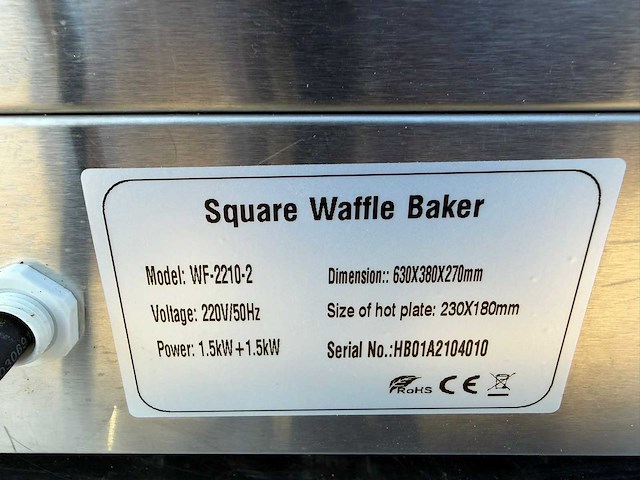 Square Waffle Baker
Model: WF-2210-2
Dimension:: 630X380X270mm
Voltage: 220V/50Hz
Size of hot plate: 230X180mm
Power: 1.5kW+1.5kW
Serial No.:HB01A2104010
RoHS CE